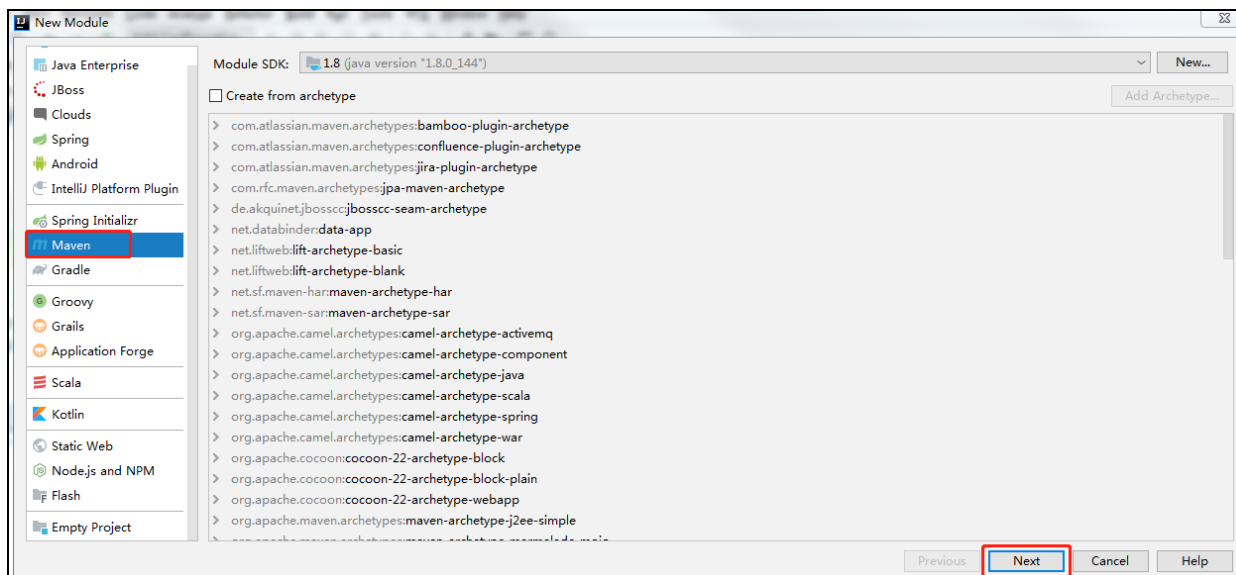 New Module
Java Enterprise
JBoss
Clouds
Spring
Android
IntelliJ Platform Plugin
Spring Initializr
Maven
Gradle
Groovy
Grails
Application Forge
Scala
Kotlin
Static Web
Node.js and NPM
Flash
Empty Project
Module SDK: 1.8 (java version "1.8.0_144") New...
Create from archetype Add Archetype...
com.atlassian.maven.archetypes:bamboo-plugin-archetype
com.atlassian.maven.archetypes:confluence-plugin-archetype
com.atlassian.maven.archetypes:jira-plugin-archetype
com.rfc.maven.archetypes:jpa-maven-archetype
de.akquinet.jbosscc:jbosscc-seam-archetype
net.databinder:data-app
net.liftweb:lift-archetype-basic
net.liftweb:lift-archetype-blank
net.sf.maven-har:maven-archetype-har
net.sf.maven-sar:maven-archetype-sar
org.apache.camel.archetypes:camel-archetype-activemq
org.apache.camel.archetypes:camel-archetype-component
org.apache.camel.archetypes:camel-archetype-java
org.apache.camel.archetypes:camel-archetype-scala
org.apache.camel.archetypes:camel-archetype-spring
org.apache.camel.archetypes:camel-archetype-war
org.apache.cocoon:cocoon-22-archetype-block
org.apache.cocoon:cocoon-22-archetype-block-plain
org.apache.cocoon:cocoon-22-archetype-webapp
org.apache.maven.archetypes:maven-archetype-j2ee-simple
Previous Next Cancel Help